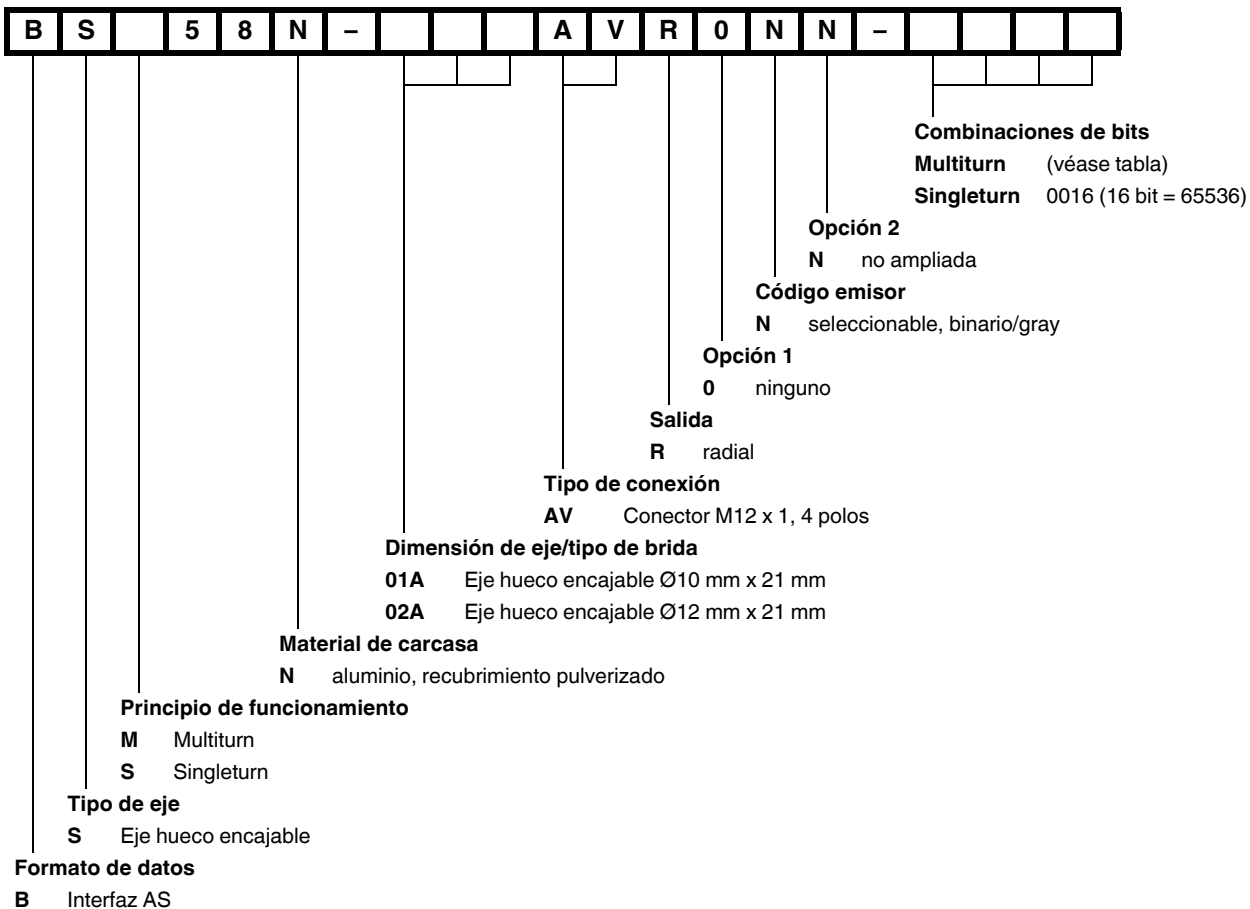 B S 5 8 N – A V R 0 N N –
Combinaciones de bits
Multiturn (véase tabla)
Singleturn 0016 (16 bit = 65536)
Opción 2
N no ampliada
Código emisor
N seleccionable, binario/gray
Opción 1
0 ninguno
Salida
R radial
Tipo de conexión
AV Conector M12 x 1, 4 polos
Dimensión de eje/tipo de brida
01A Eje hueco encajable Ø10 mm x 21 mm
02A Eje hueco encajable Ø12 mm x 21 mm
Material de carcasa
N aluminio, recubrimiento pulverizado
Principio de funcionamiento
M Multiturn
S Singleturn
Tipo de eje
S Eje hueco encajable
Formato de datos
B Interfaz AS